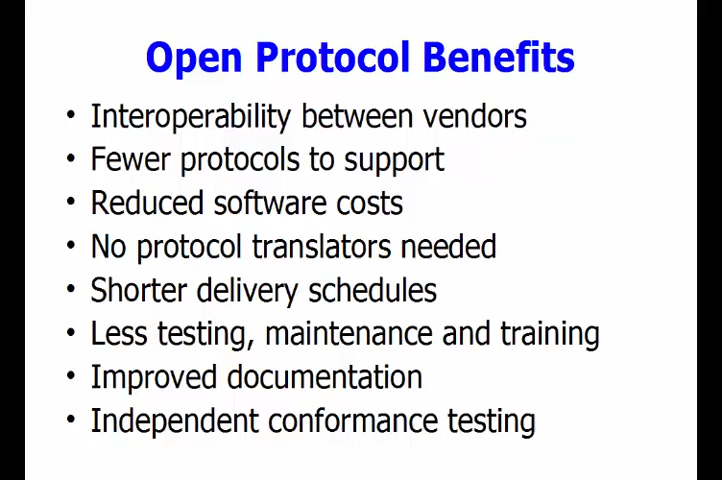 Open Protocol Benefits
• Interoperability between vendors
• Fewer protocols to support
• Reduced software costs
• No protocol translators needed
• Shorter delivery schedules
• Less testing, maintenance and training
• Improved documentation
• Independent conformance testing